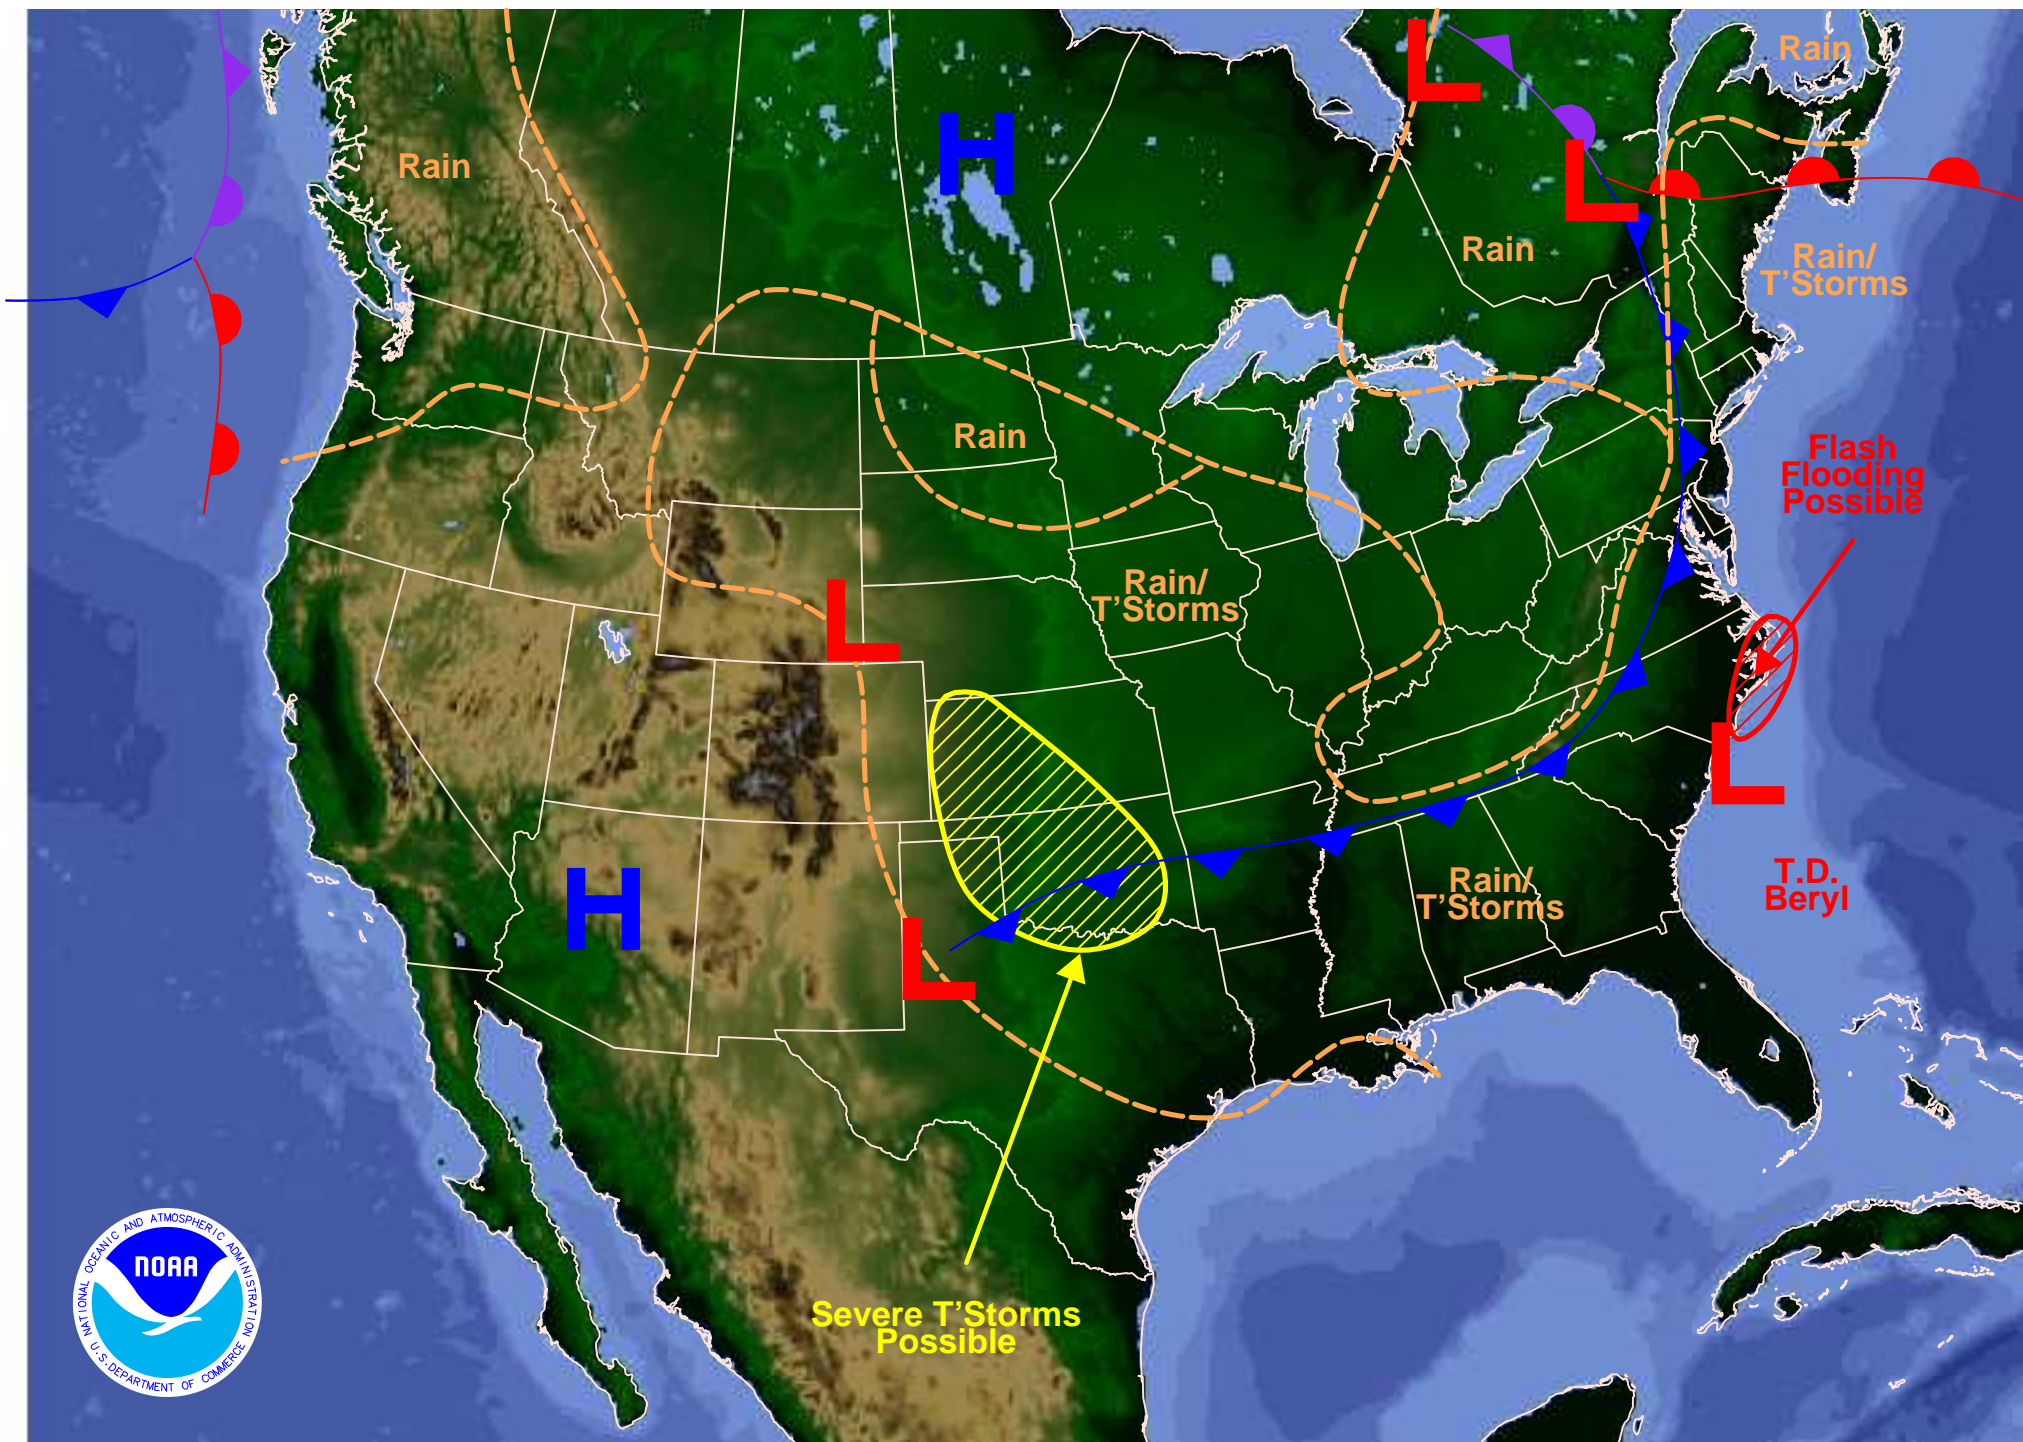 L
Rain
H
Rain
L
Rain
Rain/
T'Storms
Rain
Flash
Flooding
Possible
L
Rain/
T'Storms
L
T.D.
Beryl
H
Rain/
T'Storms
L
Severe T'Storms
Possible
NATIONAL OCEANIC AND ATMOSPHERIC ADMINISTRATION
NOAA
U.S. DEPARTMENT OF COMMERCE